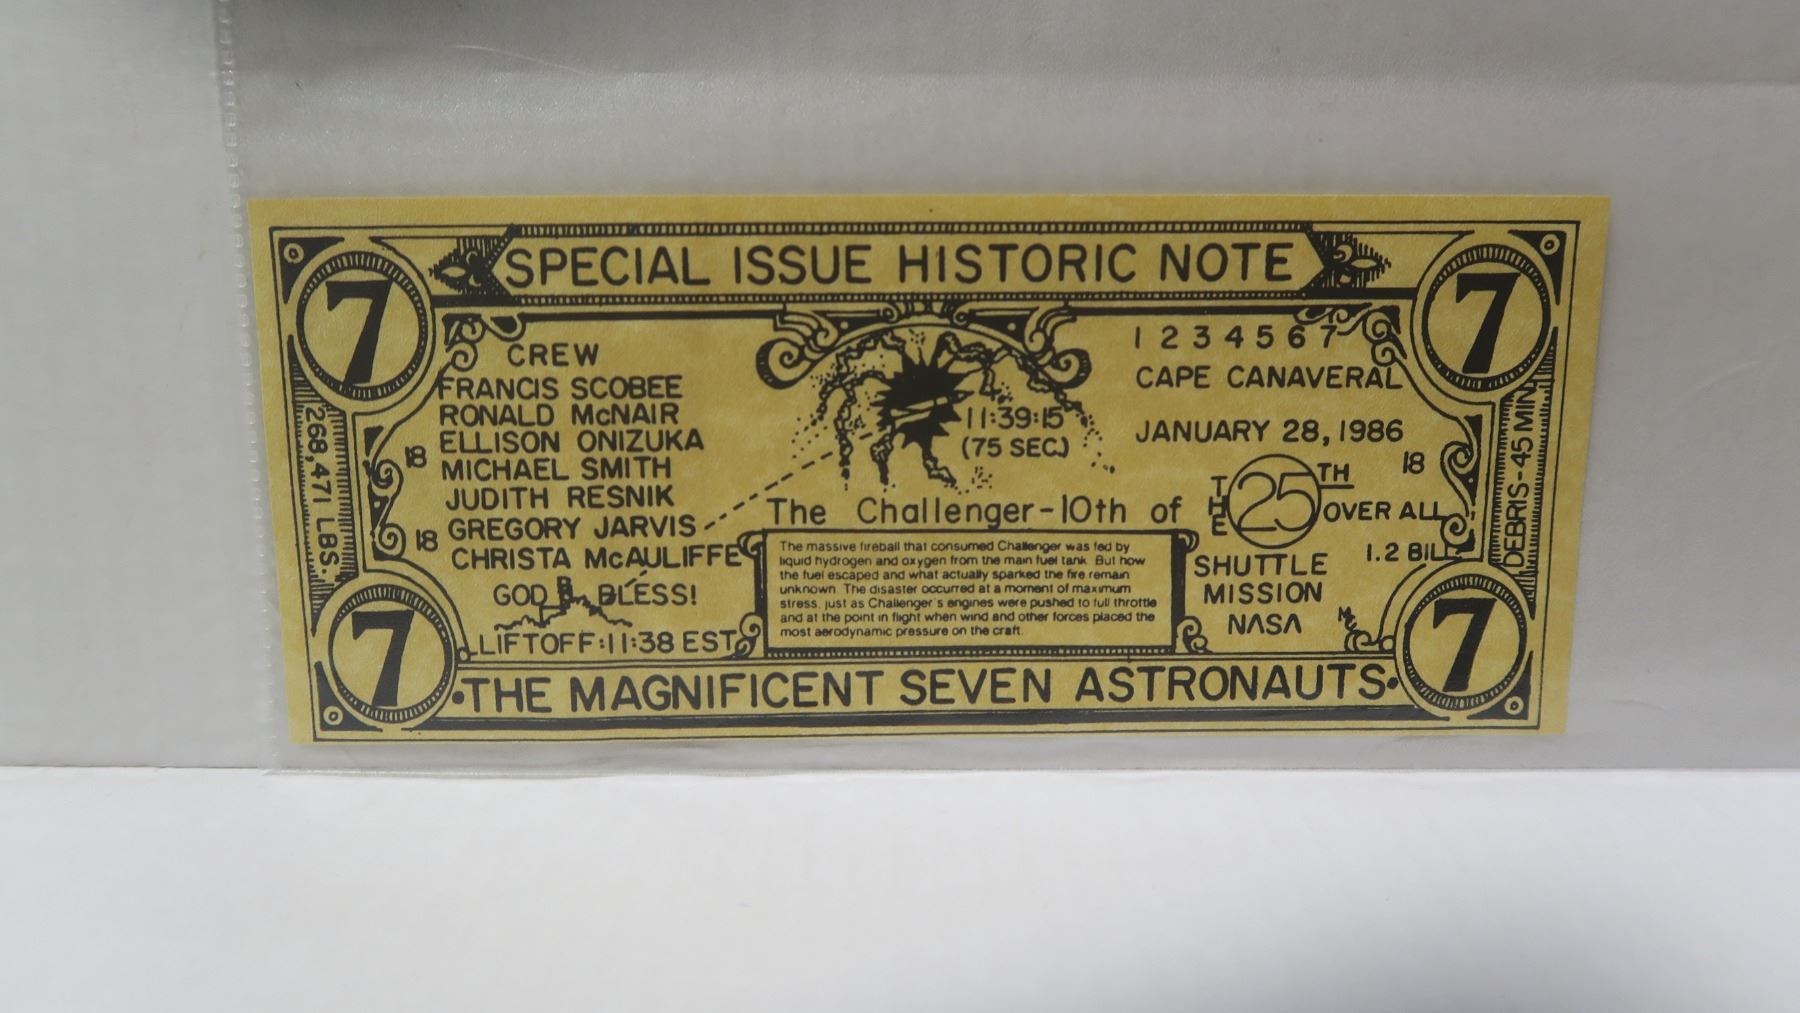 SPECIAL ISSUE HISTORIC NOTE
7
7
CREW
FRANCIS SCOBEE
RONALD McNAIR
ELLISON ONIZUKA
MICHAEL SMITH
JUDITH RESNIK
GREGORY JARVIS
CHRISTA McAULIFFE
GOD BLESS!
LIFTOFF:11:38 EST
18
18
268,471 LBS.
11:39:15
(75 SEC.)
The Challenger-10th of
The massive fireball that consumed Challenger was fed by
liquid hydrogen and oxygen from the main fuel tank. But how
the fuel escaped and what actually sparked the fire remain
unknown. The disaster occurred at a moment of maximum
stress, just as Challenger's engines were pushed to full throttle
and at the point in flight when wind and other forces placed the
most aerodynamic pressure on the craft.
1 2 3 4 5 6 7
CAPE CANAVERAL
JANUARY 28, 1986
18
THE 25TH
OVER ALL
SHUTTLE
1.2 BILL
MISSION
NASA
DEBRIS-45 MIN.
7
7
•THE MAGNIFICENT SEVEN ASTRONAUTS•